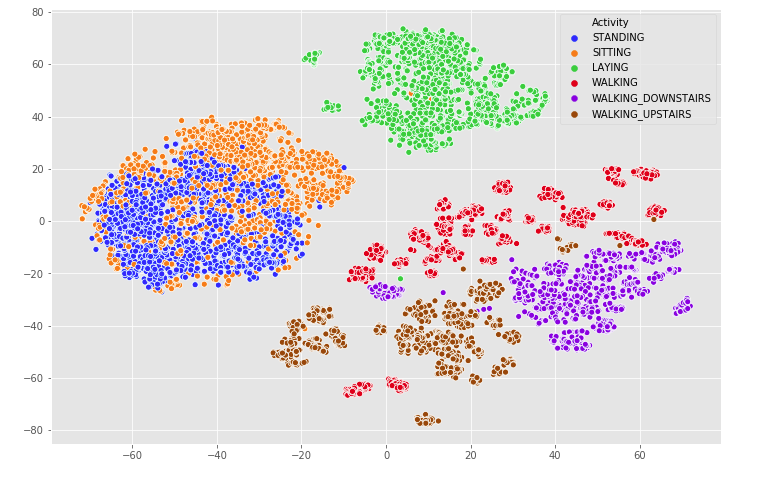 80
60
40
20
0
−20
−40
−60
−80
−60
−40
−20
0
20
40
60
Activity
STANDING
SITTING
LAYING
WALKING
WALKING_DOWNSTAIRS
WALKING_UPSTAIRS